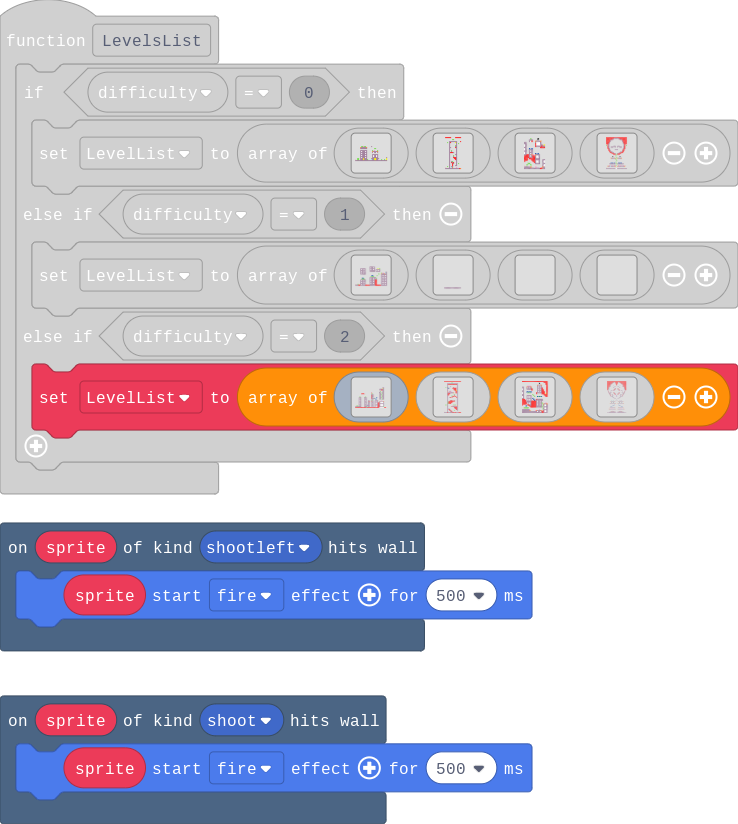 function LevelsList
if difficulty = 0 then
set LevelList to array of
else if difficulty = 1 then
set LevelList to array of
else if difficulty = 2 then
set LevelList to array of
on sprite of kind shootleft hits wall
sprite start fire effect for 500 ms
on sprite of kind shoot hits wall
sprite start fire effect for 500 ms